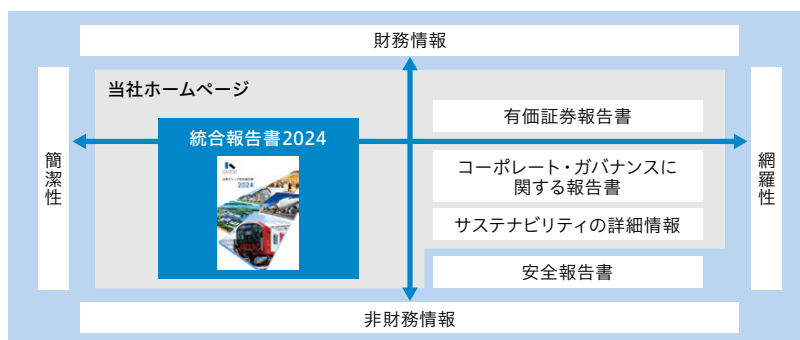 財務情報
当社ホームページ
簡潔性
統合報告書2024
2024
有価証券報告書
コーポレート・ガバナンスに
関する報告書
サステナビリティの詳細情報
安全報告書
網羅性
非財務情報